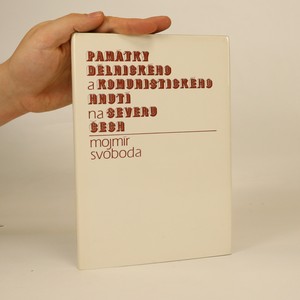 PAMÁTKY
DĚLNICKÉHO
a KOMUNISTICKÉHO
HNUTÍ
na SEVERU
ČECH
mojmír
svoboda